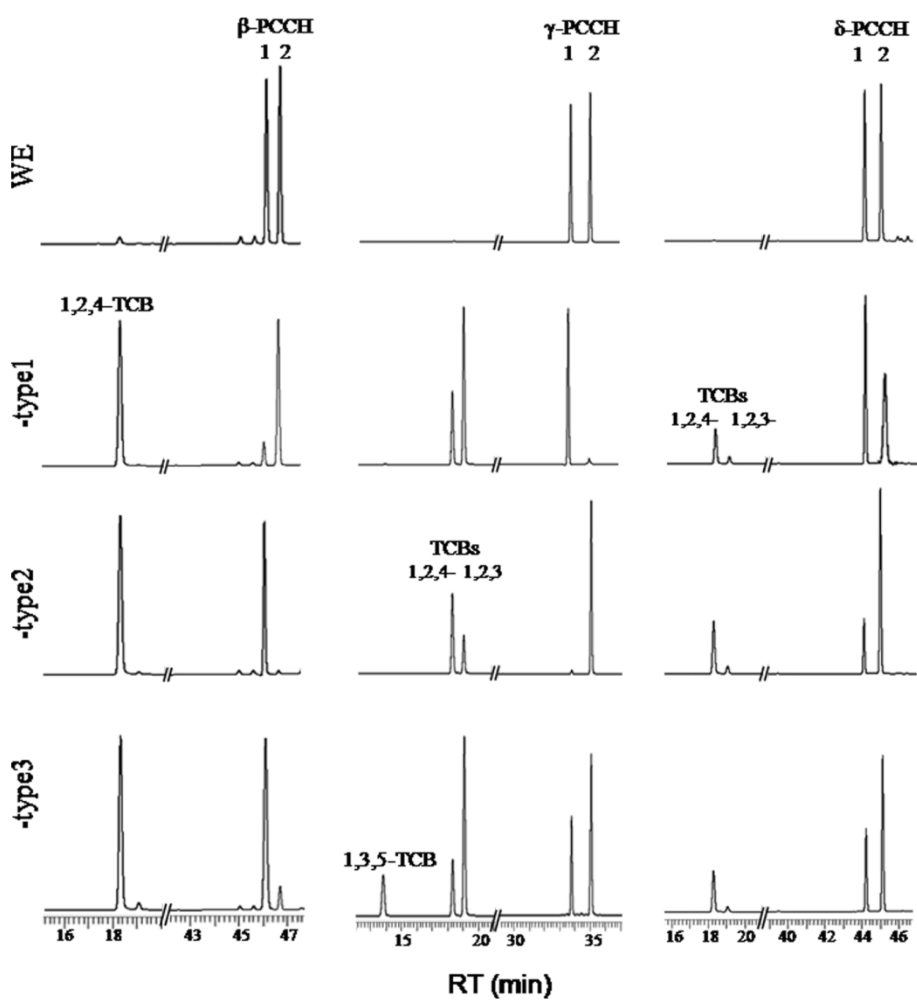 β-PCCH γ-PCCH δ-PCCH
1 2 1 2 1 2
WE
1,2,4-TCB
-type1
TCBs
1,2,4- 1,2,3-
-type2
TCBs
1,2,4- 1,2,3
-type3
1,3,5-TCB
16 18 43 45 47 15 20 30 35 16 18 20 40 42 44 46
RT (min)